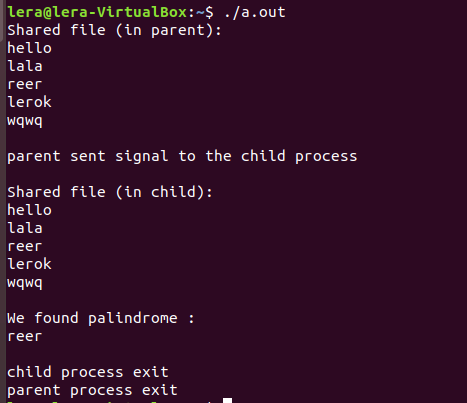 lera@lera-VirtualBox:~$ ./a.out
Shared file (in parent):
hello
lala
reer
lerok
wqwq
parent sent signal to the child process
Shared file (in child):
hello
lala
reer
lerok
wqwq
We found palindrome :
reer
child process exit
parent process exit